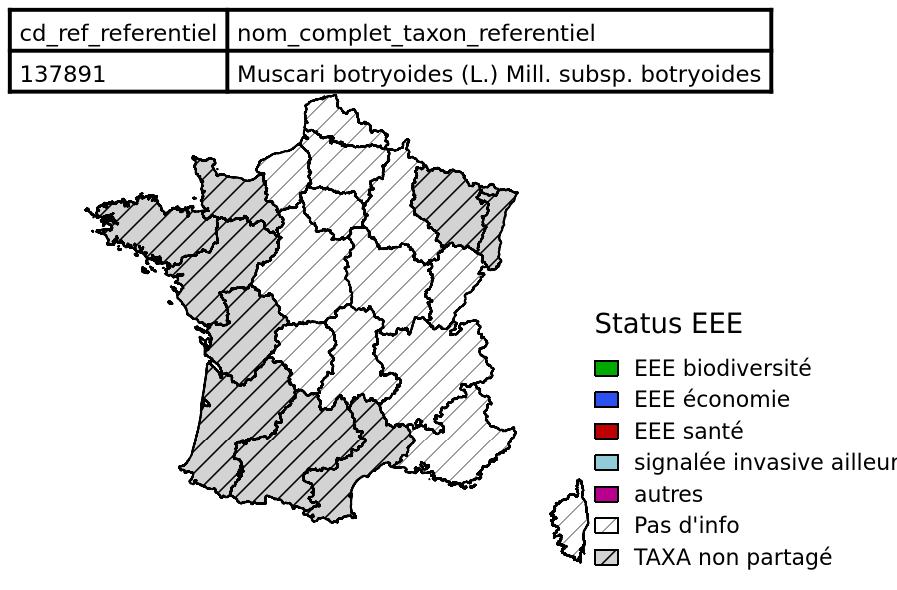 cd_ref_referentiel nom_complet_taxon_referentiel
137891 Muscari botryoides (L.) Mill. subsp. botryoides
Status EEE
EEE biodiversité
EEE économie
EEE santé
signalée invasive ailleur
autres
Pas d'info
TAXA non partagé